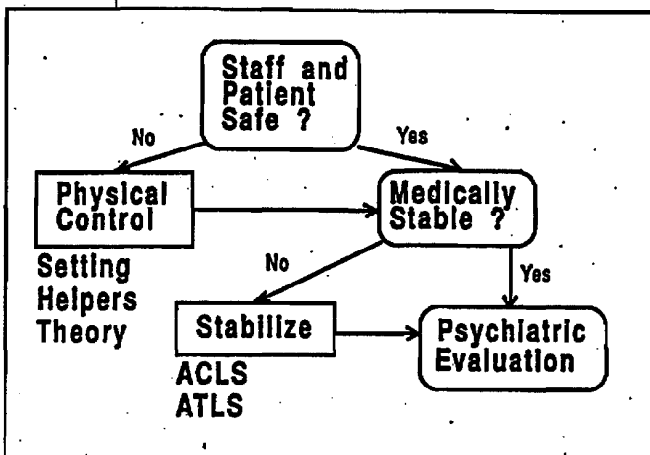 Staff and
Patient
Safe ?
No
Yes
Physical
Control
Medically
Stable ?
Setting
Helpers
Theory
No
Yes
Stabilize
Psychiatric
Evaluation
ACLS
ATLS